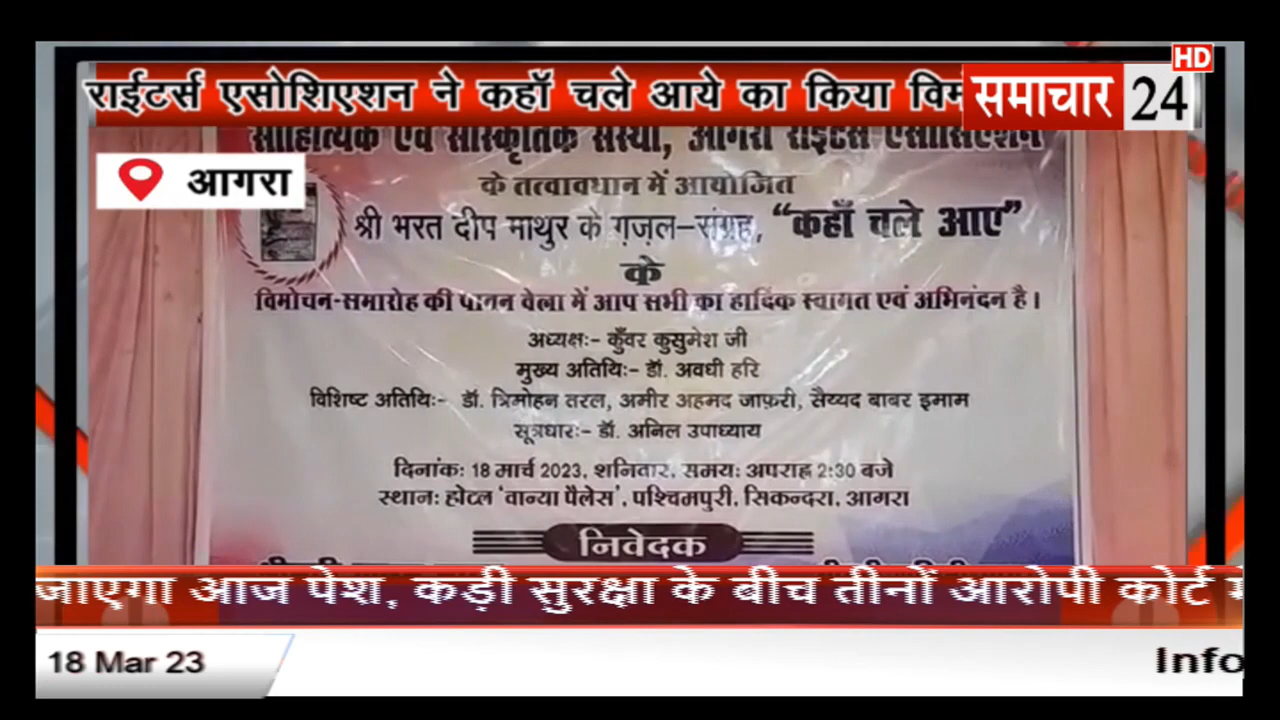 HD
राईटर्स एसोशिएशन ने कहॉ चले आये का किया विम
समाचार 24
साहित्यिक एवं सांस्कृतिक संस्था, आगरा राइटर्स एसोसिएशन
आगरा
के तत्वावधान में आयोजित
श्री भरत दीप माथुर के ग़ज़ल-संग्रह, “कहाँ चले आए”
के
विमोचन-समारोह की पावन वेला में आप सभी का हार्दिक स्वागत एवं अभिनंदन है।
अध्यक्षः- कुँवर कुसुमेश जी
मुख्य अतिथिः- डॉ. अवधी हरि
विशिष्ट अतिथिः- डॉ. त्रिमोहन तरल, अमीर अहमद जाफ़री, सैय्यद बाबर इमाम
सूत्रधारः- डॉ. अनिल उपाध्याय
दिनांकः 18 मार्च 2023, शनिवार, समयः अपराह्न 2:30 बजे
स्थानः होटल 'वान्या पैलेस', पश्चिमपुरी, सिकन्दरा, आगरा
निवेदक
जाएगा आज पेश, कड़ी सुरक्षा के बीच तीनों आरोपी कोर्ट में
18 Mar 23
Info